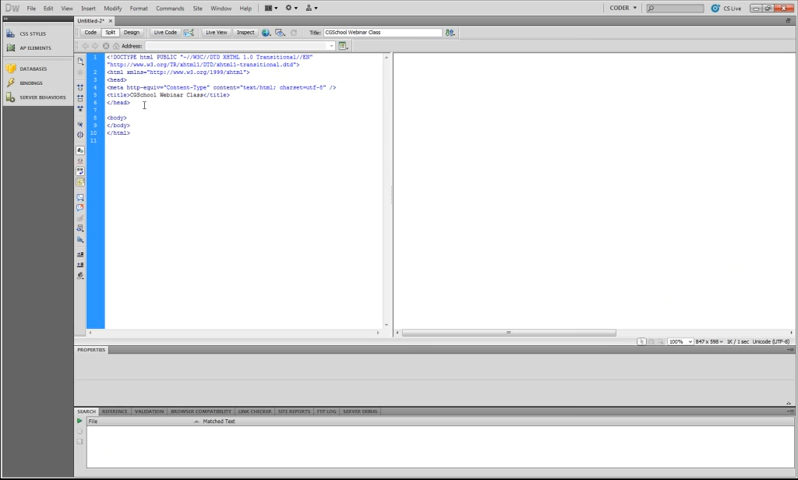 DW File Edit View Insert Modify Format Commands Site Window Help CODER CS Live
Untitled-2*
Code Split Design Live Code Live View Inspect Title: CGSchool Webinar Class
Address:
CSS STYLES
AP ELEMENTS
DATABASES
BINDINGS
SERVER BEHAVIORS
1 <!DOCTYPE html PUBLIC "-//W3C//DTD XHTML 1.0 Transitional//EN"
"http://www.w3.org/TR/xhtml1/DTD/xhtml1-transitional.dtd">
2 <html xmlns="http://www.w3.org/1999/xhtml">
3 <head>
4 <meta http-equiv="Content-Type" content="text/html; charset=utf-8" />
5 <title>CGSchool Webinar Class</title>
6 </head>
7
8 <body>
9 </body>
10 </html>
11
100% 847 x 598 1K / 1 sec Unicode (UTF-8)
PROPERTIES
SEARCH REFERENCE VALIDATION BROWSER COMPATIBILITY LINK CHECKER SITE REPORTS FTP LOG SERVER DEBUG
File Matched Text